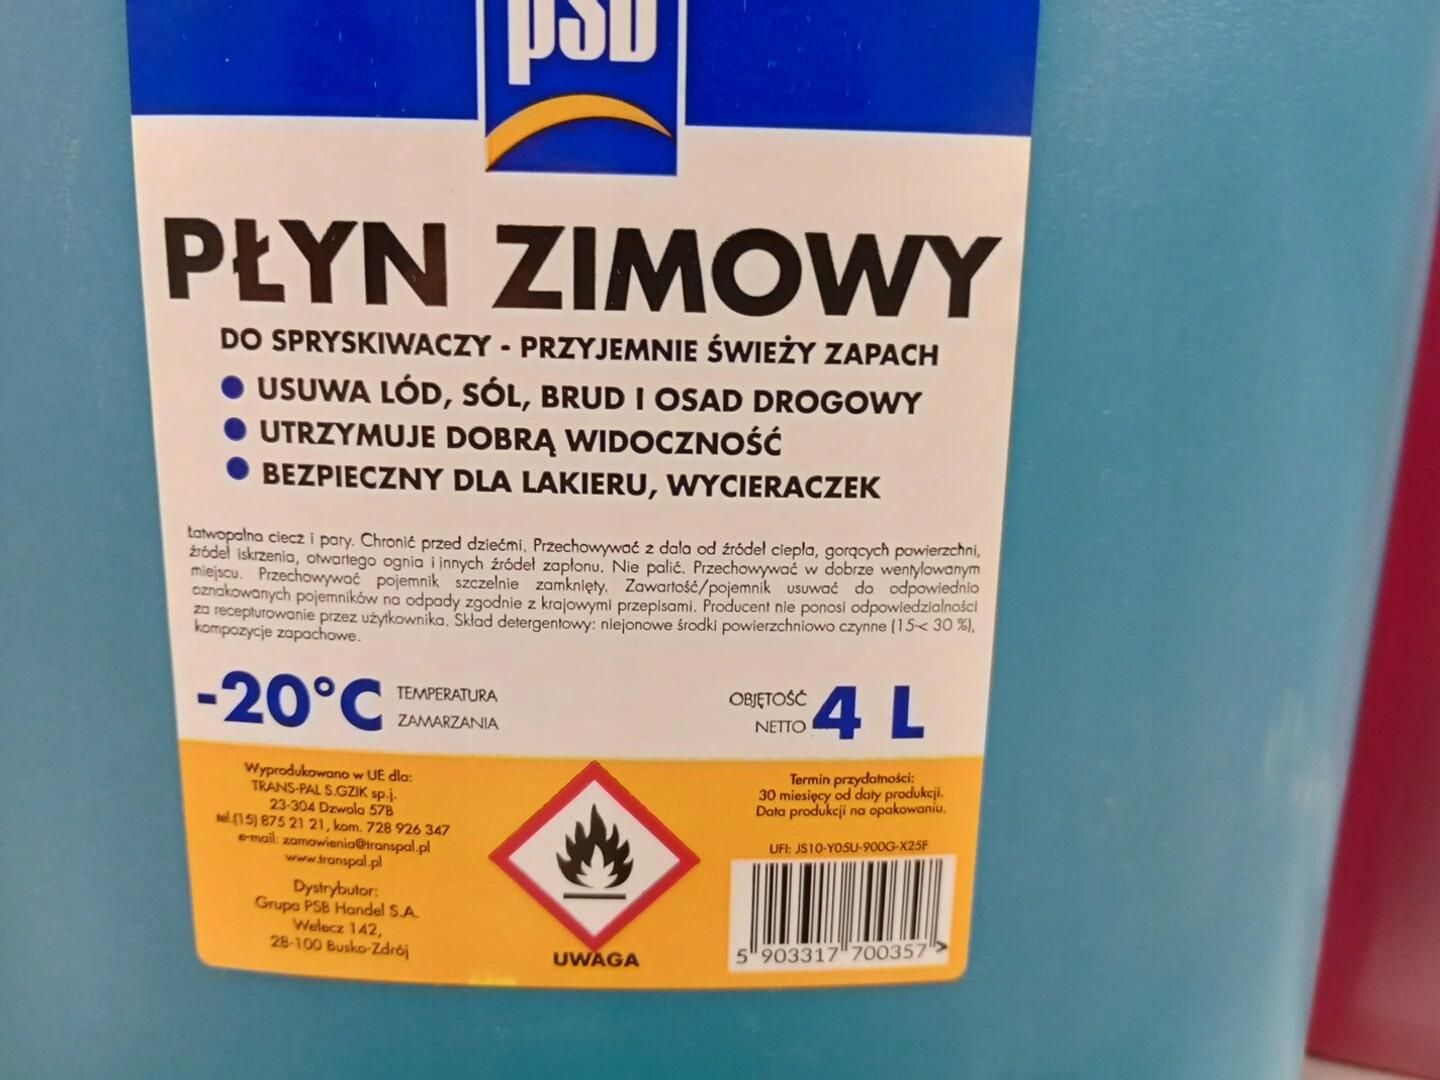 psb
PŁYN ZIMOWY
DO SPRYSKIWACZY - PRZYJEMNIE ŚWIEŻY ZAPACH
USUWA LÓD, SÓL, BRUD I OSAD DROGOWY
UTRZYMUJE DOBRĄ WIDOCZNOŚĆ
BEZPIECZNY DLA LAKIERU, WYCIERACZEK
Łatwopalna ciecz i pary. Chronić przed dziećmi. Przechowywać z dala od źródeł ciepła, gorących powierzchni,
źródeł iskrzenia, otwartego ognia i innych źródeł zapłonu. Nie palić. Przechowywać w dobrze wentylowanym
miejscu. Przechowywać pojemnik szczelnie zamknięty. Zawartość/pojemnik usuwać do odpowiednio
oznakowanych pojemników na odpady zgodnie z krajowymi przepisami. Producent nie ponosi odpowiedzialności
za recepturowanie przez użytkownika. Skład detergentowy: niejonowe środki powierzchniowo czynne (15-< 30 %),
kompozycje zapachowe.
-20°C TEMPERATURA
ZAMARZANIA
OBJĘTOŚĆ
NETTO 4 L
Wyprodukowano w UE dla:
TRANS-PAL S.GZIK sp.j.
23-304 Dzwola 57B
tel.(15) 875 21 21, kom. 728 926 347
e-mail: zamowienia@transpal.pl
www.transpal.pl
Dystrybutor:
Grupa PSB Handel S.A.
Wełecz 142,
28-100 Busko-Zdrój
UWAGA
Termin przydatności:
30 miesięcy od daty produkcji.
Data produkcji na opakowaniu.
UFI: JS10-Y05U-900G-X25F
5 903317 700357 >